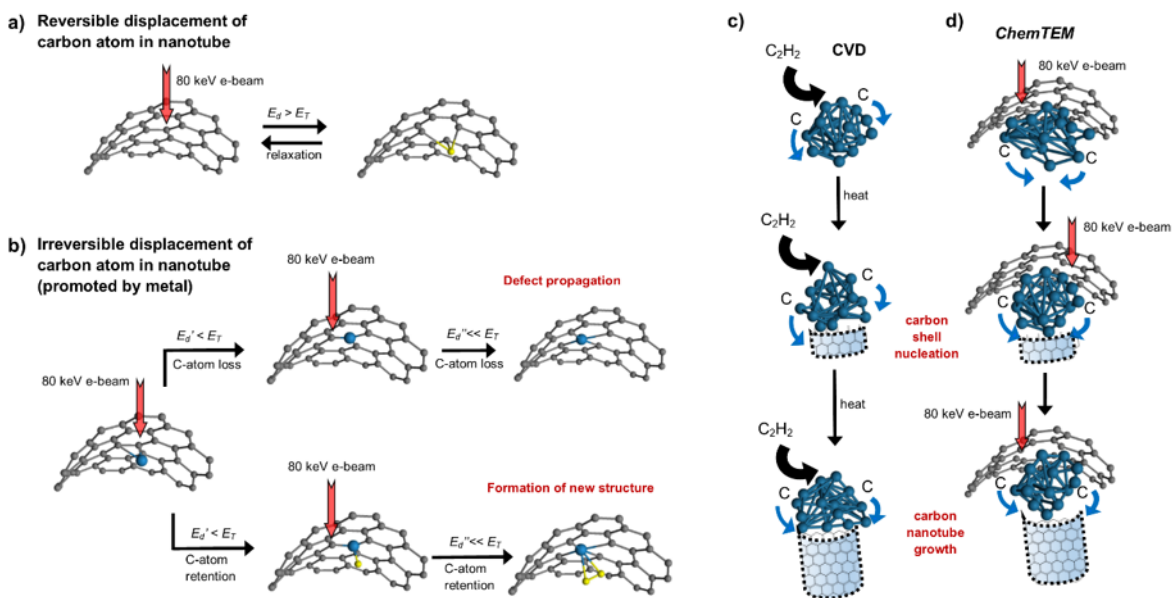 a) Reversible displacement of
carbon atom in nanotube
80 keV e-beam
E_d > E_T
relaxation
b) Irreversible displacement of
carbon atom in nanotube
(promoted by metal)
80 keV e-beam
E_d' < E_T
C-atom loss
80 keV e-beam
Defect propagation
E_d'' << E_T
C-atom loss
E_d' < E_T
C-atom
retention
80 keV e-beam
Formation of new structure
E_d'' << E_T
C-atom
retention
c)
CVD
C₂H₂
C
C
heat
C₂H₂
C
C
carbon
shell
nucleation
heat
C₂H₂
C
C
carbon
nanotube
growth
d)
ChemTEM
80 keV e-beam
C
C
80 keV e-beam
C
C
80 keV e-beam
C
C